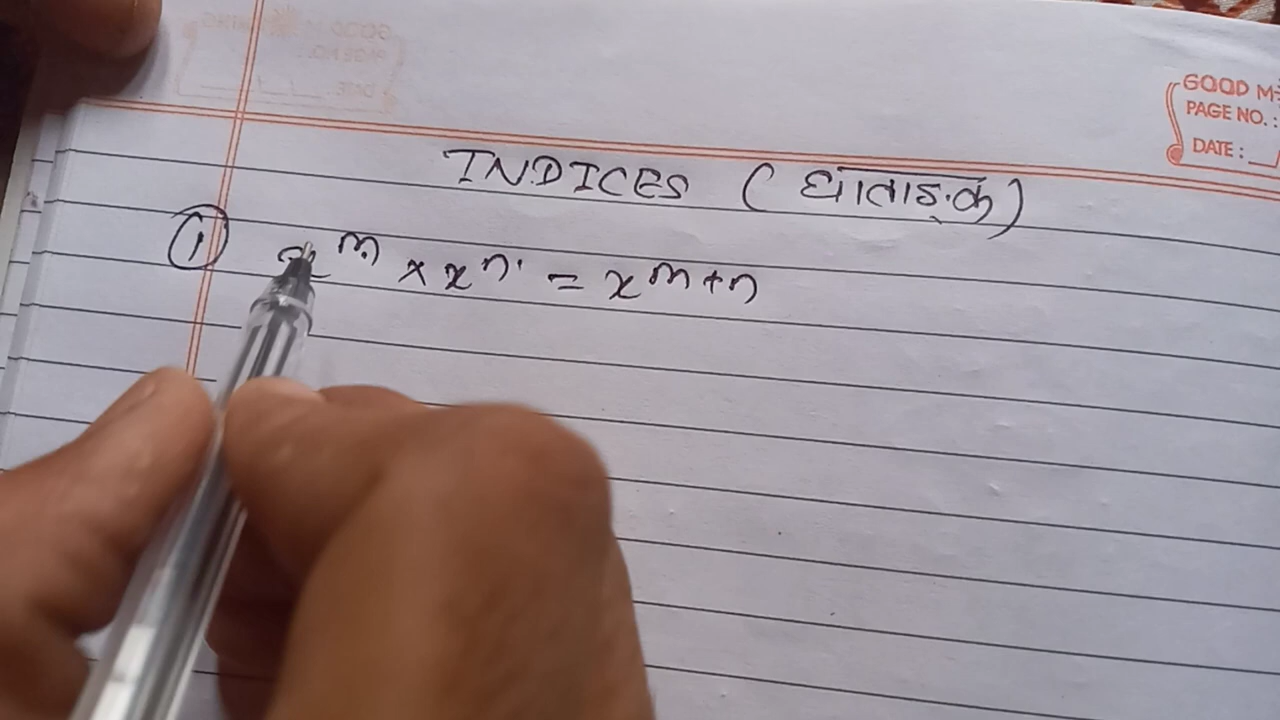 GOOD M
PAGE NO. :
DATE :
INDICES (घाताङ्क)
① x^m × x^n = x^m+n